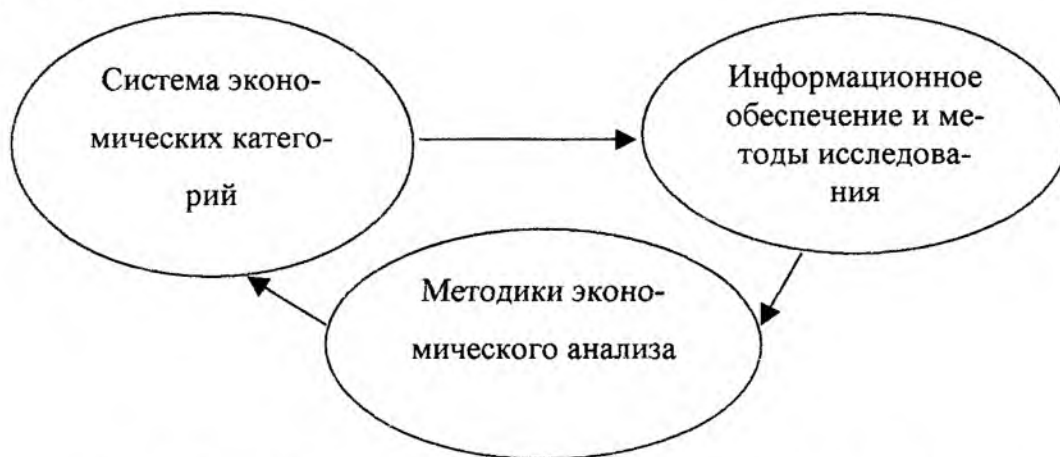 Система эконо-
мических катего-
рий
Информационное
обеспечение и ме-
тоды исследова-
ния
Методики эконо-
мического анализа